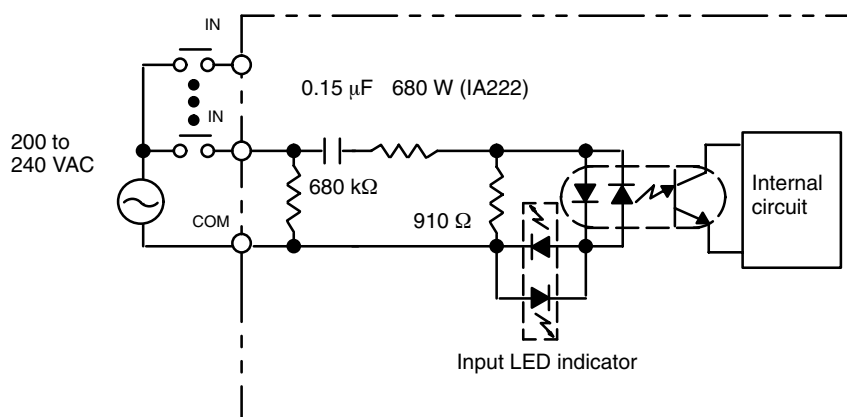 IN
0.15 µF 680 W (IA222)
IN
200 to
240 VAC
680 kΩ
COM
910 Ω
Internal
circuit
Input LED indicator